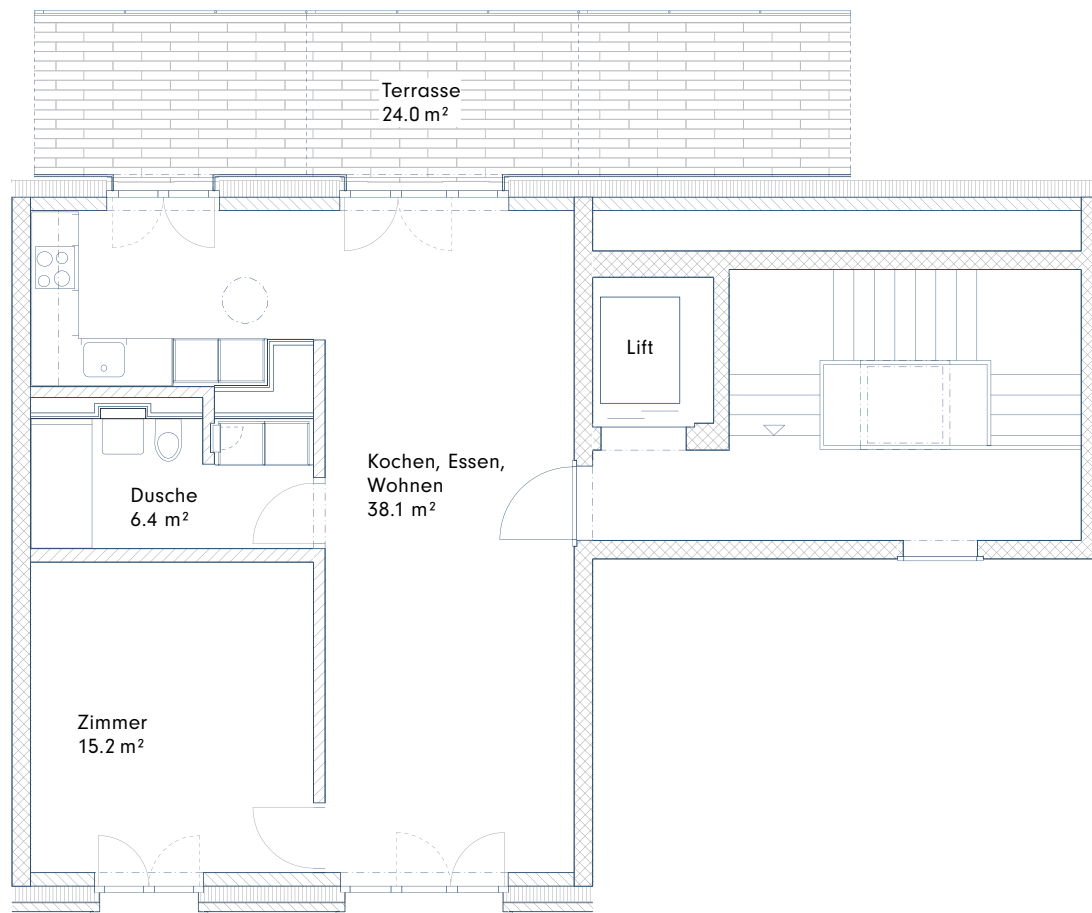 Terrasse
24.0 m²
Lift
Kochen, Essen,
Wohnen
38.1 m²
Dusche
6.4 m²
Zimmer
15.2 m²